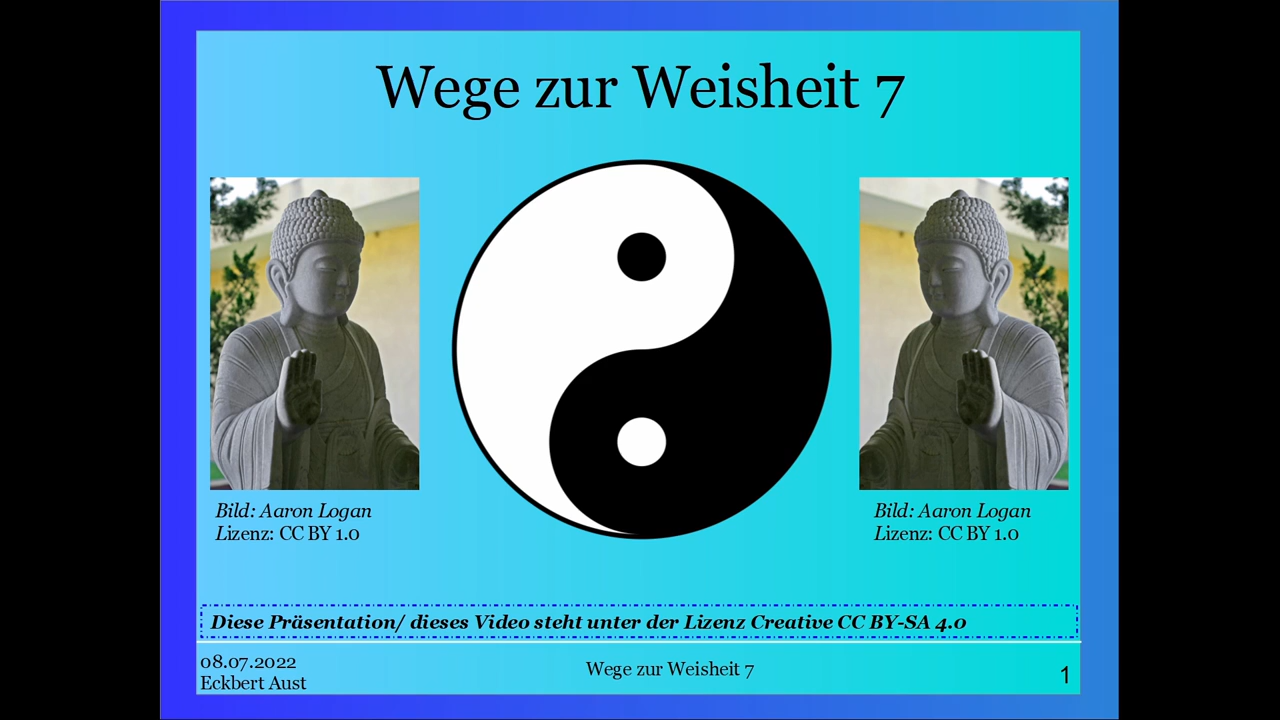 Wege zur Weisheit 7
Bild: Aaron Logan
Lizenz: CC BY 1.0
Bild: Aaron Logan
Lizenz: CC BY 1.0
Diese Präsentation/ dieses Video steht unter der Lizenz Creative CC BY-SA 4.0
08.07.2022
Eckbert Aust
Wege zur Weisheit 7
1